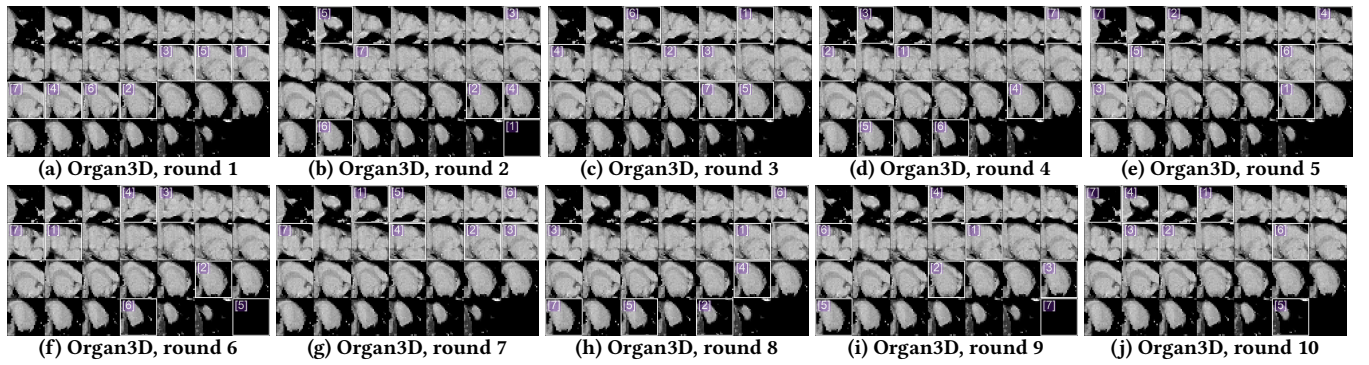 [3] [5] [1]
[7] [4] [6] [2]
(a) Organ3D, round 1
[5] [3]
[7]
[2] [4]
[6] [1]
(b) Organ3D, round 2
[6] [1]
[4] [2] [3]
[7] [5]
(c) Organ3D, round 3
[3] [7]
[2] [1]
[4]
[5] [6]
(d) Organ3D, round 4
[7] [2] [4]
[5] [6]
[3] [1]
(e) Organ3D, round 5
[4] [3]
[7] [1]
[2]
[6] [5]
(f) Organ3D, round 6
[1] [5] [6]
[7] [4] [2] [3]
(g) Organ3D, round 7
[6]
[3] [1]
[4]
[7] [5] [2]
(h) Organ3D, round 8
[4]
[6] [1]
[2] [3]
[5] [7]
(i) Organ3D, round 9
[7] [4] [1]
[3] [2] [6]
[5]
(j) Organ3D, round 10